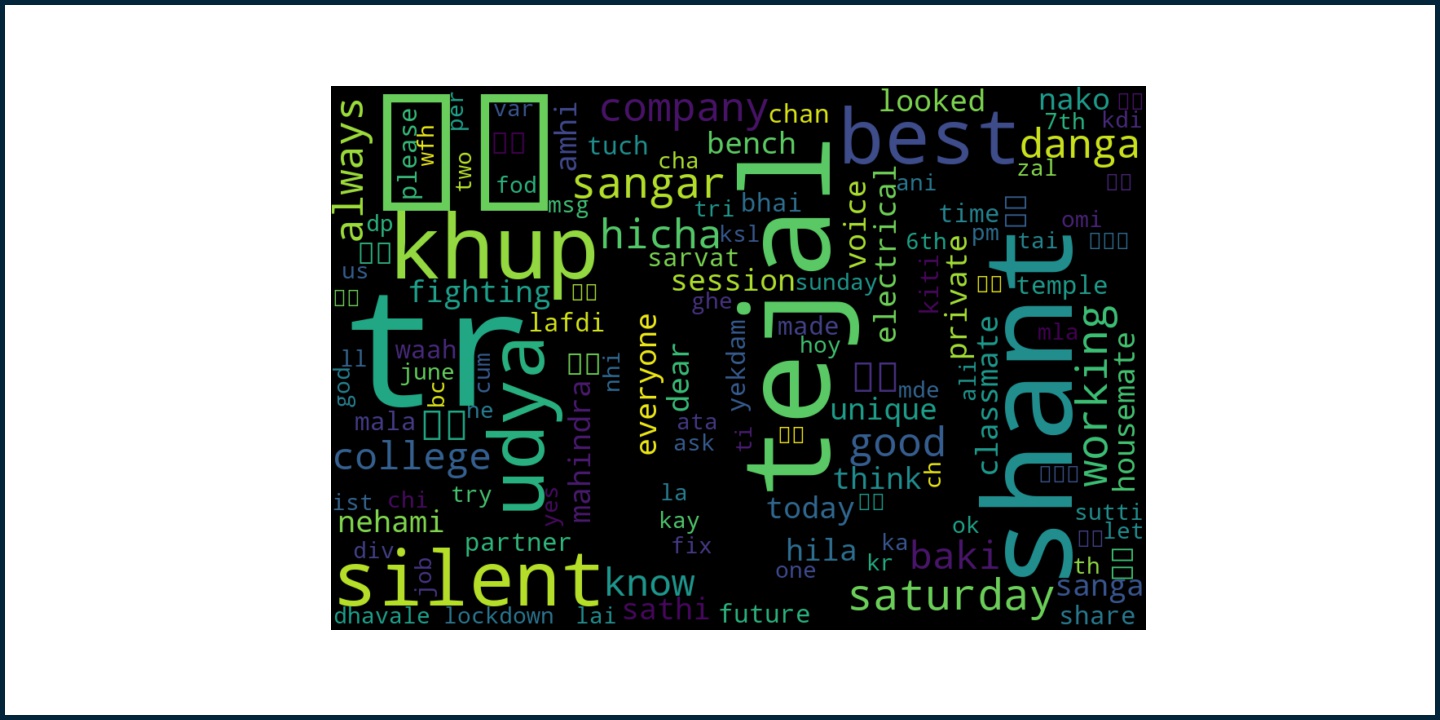 always
please
wfh
per
two
var
fod
amhi
company
chan
looked
nako
7th
kdi
best
danga
zal
tuch
bench
cha
sangar
msg
tri
bhai
voice
electrical
ani
time
omi
dp
khup
hicha
ksl
sarvat
tejal
6th
pm
tai
us
fighting
session
sunday
kiti
private
temple
shant
tr
lafdi
ghe
made
hoy
mla
ll
god
waah
june
bc
cum
udya
nhi
everyone
dear
yekdam
mde
ali
classmate
working
housemate
mala
he
mahindra
ata
ask
ti
unique
college
good
think
ch
ist
chi
try
yes
la
today
nehami
kay
ok
sutti
let
div
partner
fix
hila
ka
baki
th
silent
job
know
one
kr
saturday
sanga
dhavale
lockdown
lai
sathi
future
share